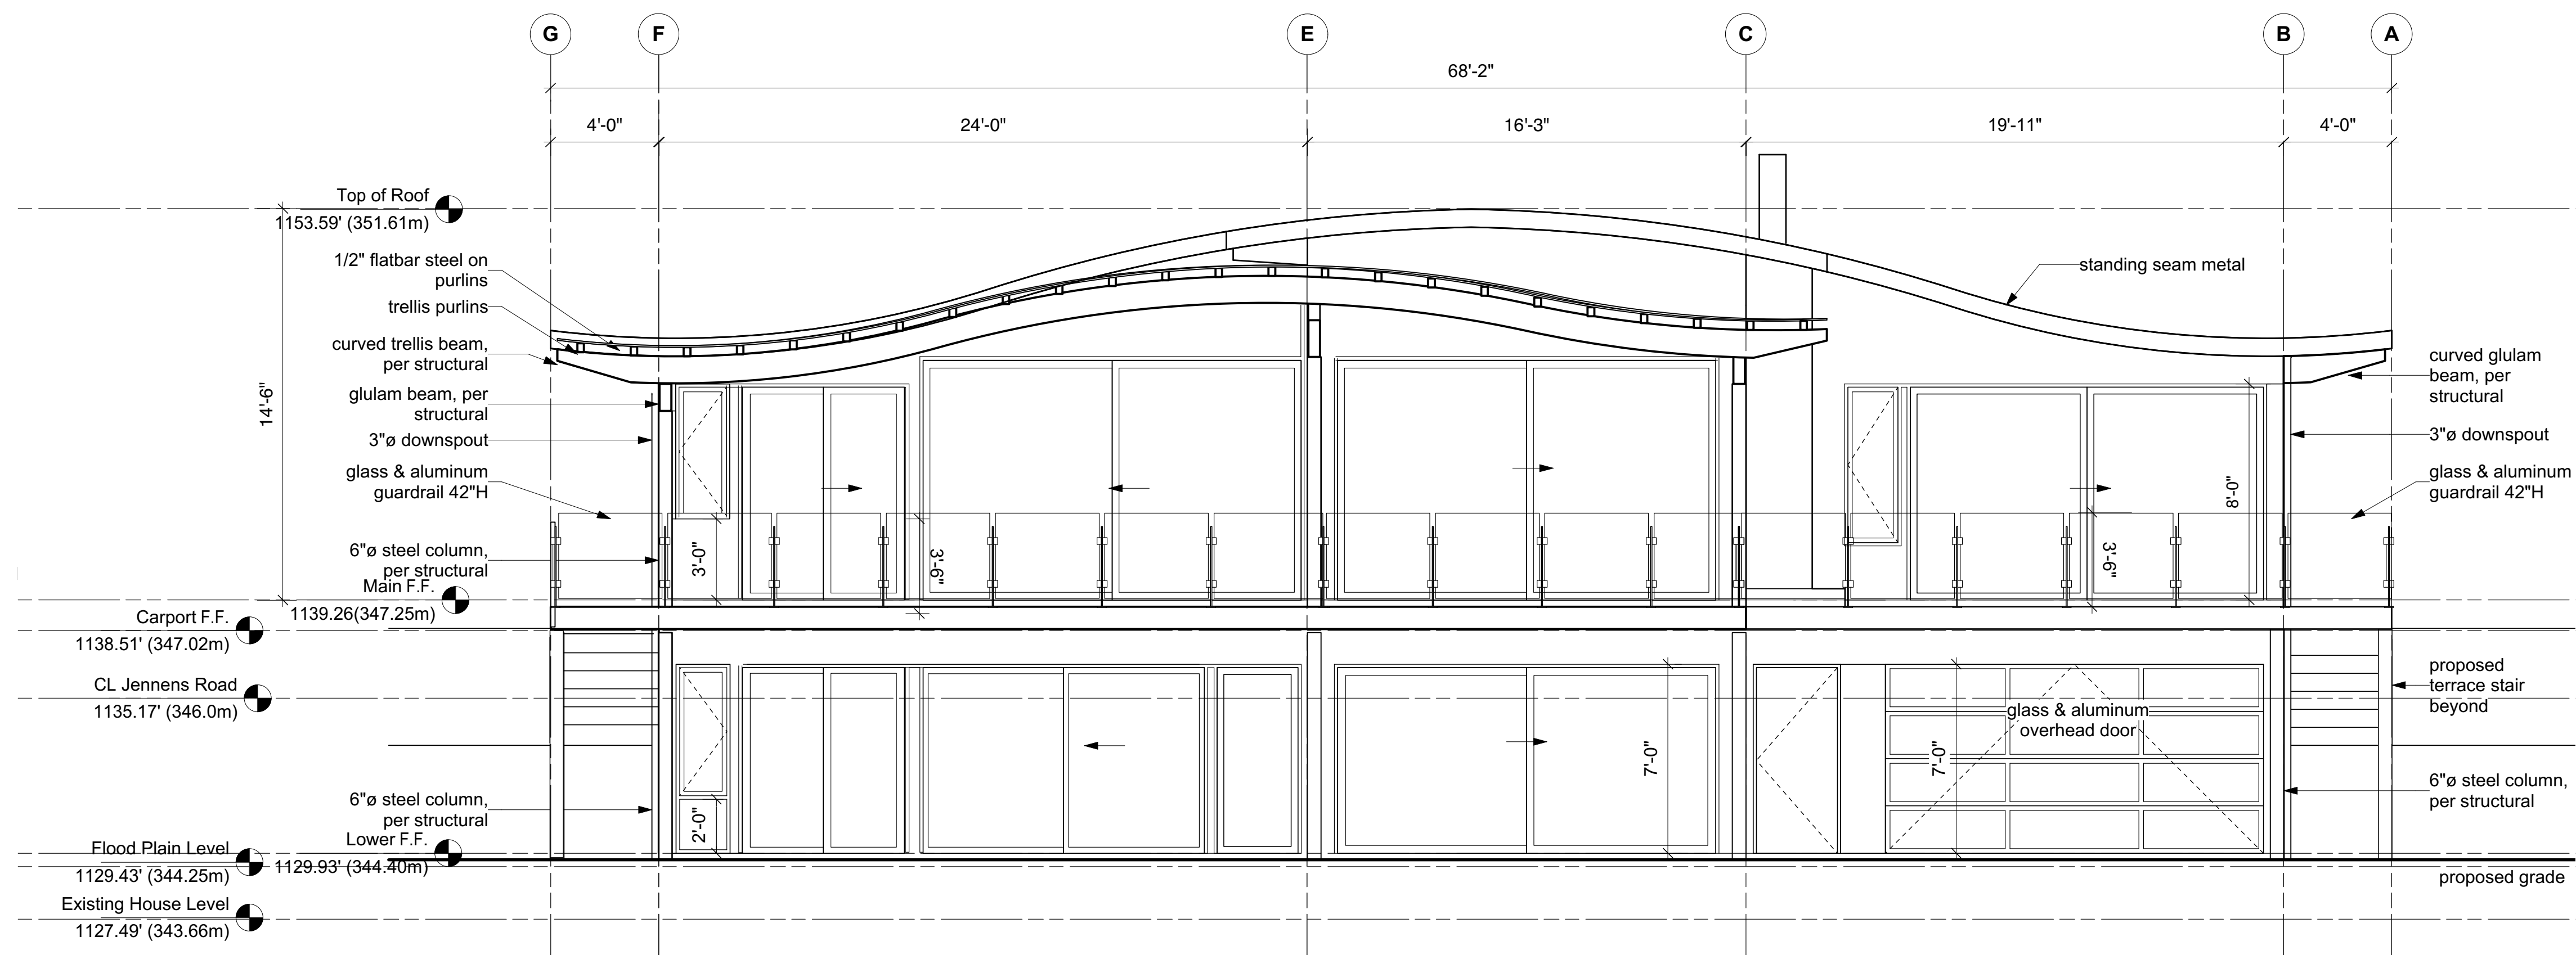 G F E C B A
68'-2"
4'-0" 24'-0" 16'-3" 19'-11" 4'-0"
Top of Roof
1153.59' (351.61m)
1/2" flatbar steel on
purlins
trellis purlins
curved trellis beam,
per structural
glulam beam, per
structural
3"ø downspout
glass & aluminum
guardrail 42"H
6"ø steel column,
per structural
14'-6"
Main F.F.
1139.26(347.25m)
Carport F.F.
1138.51' (347.02m)
CL Jennens Road
1135.17' (346.0m)
6"ø steel column,
per structural
Lower F.F.
1129.93' (344.40m)
Flood Plain Level
1129.43' (344.25m)
Existing House Level
1127.49' (343.66m)
3'-0"
3'-6"
3'-6"
8'-0"
2'-0"
7'-0"
7'-0"
glass & aluminum
overhead door
standing seam metal
curved glulam
beam, per
structural
3"ø downspout
glass & aluminum
guardrail 42"H
proposed
terrace stair
beyond
6"ø steel column,
per structural
proposed grade